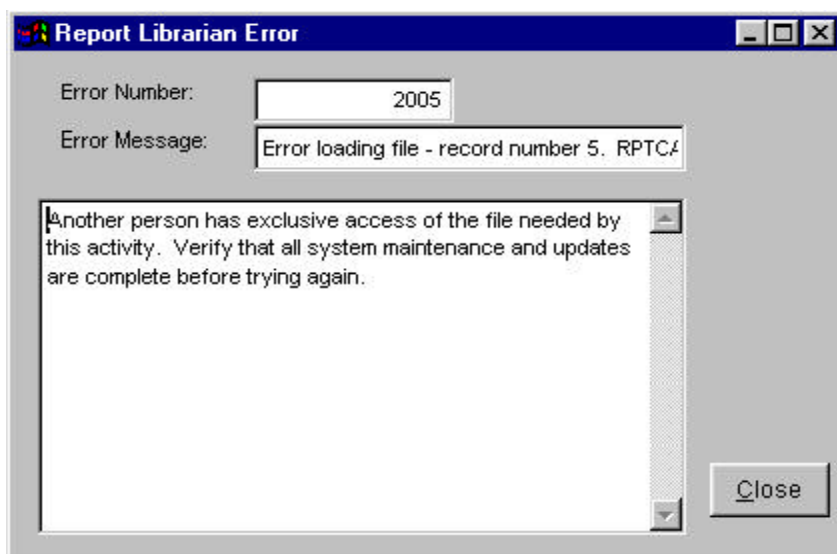 Report Librarian Error
Error Number: 2005
Error Message: Error loading file - record number 5. RPTCA
Another person has exclusive access of the file needed by
this activity. Verify that all system maintenance and updates
are complete before trying again.
Close